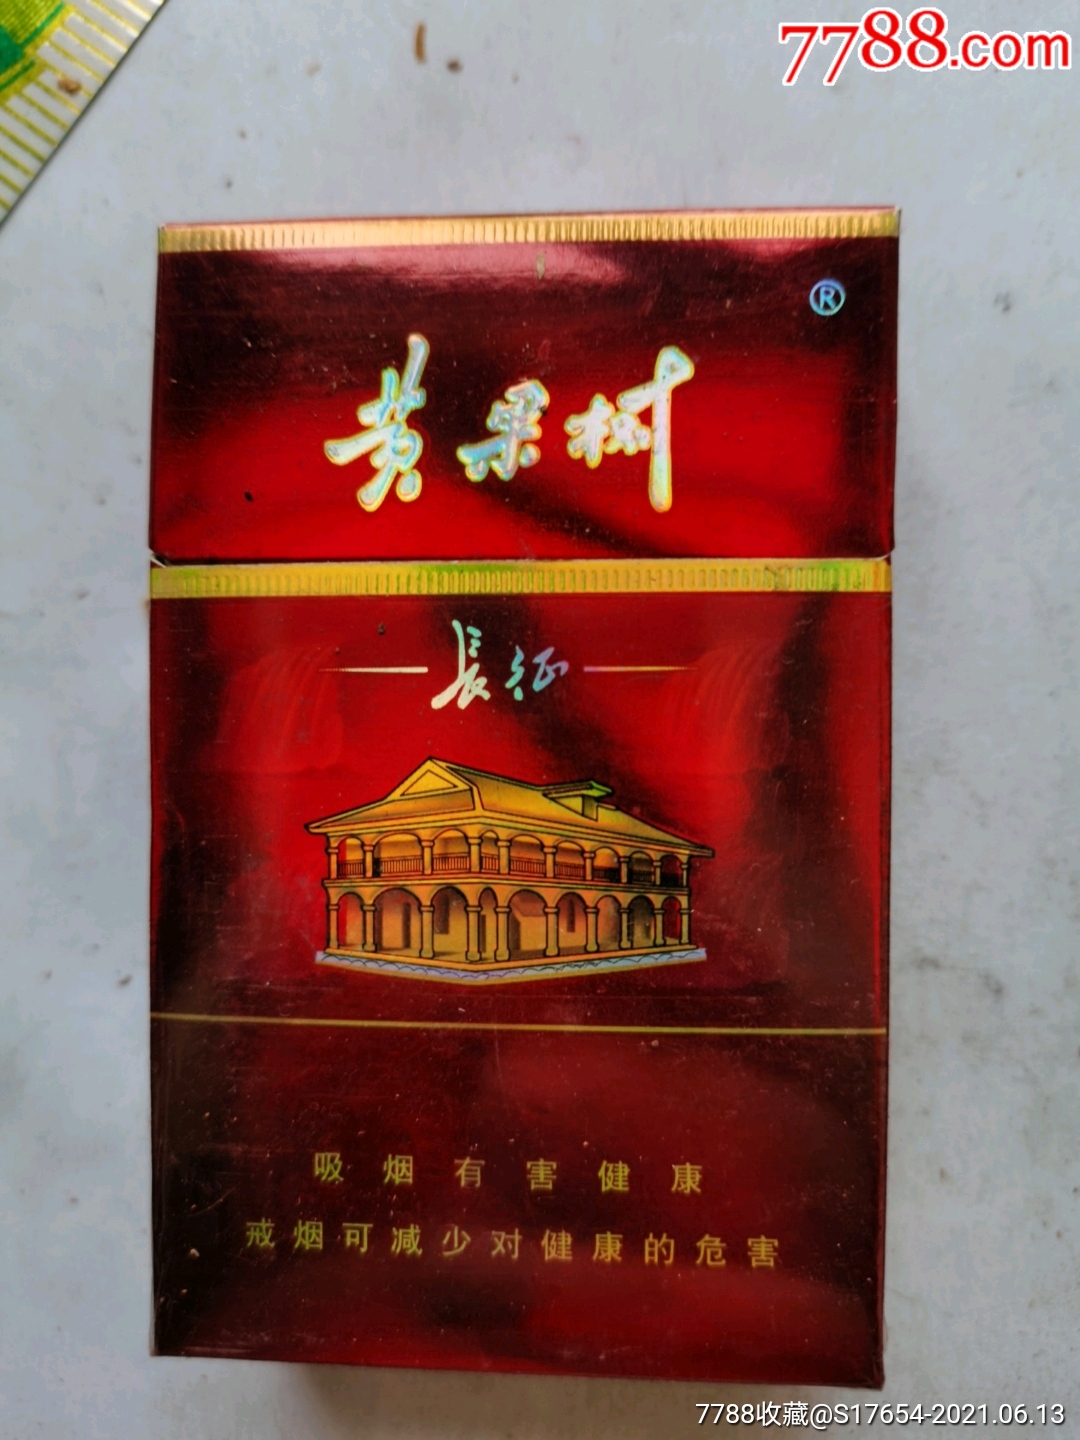 7788.com
®
黄果树
長征
吸烟有害健康
戒烟可减少对健康的危害
7788收藏@S17654-2021.06.13